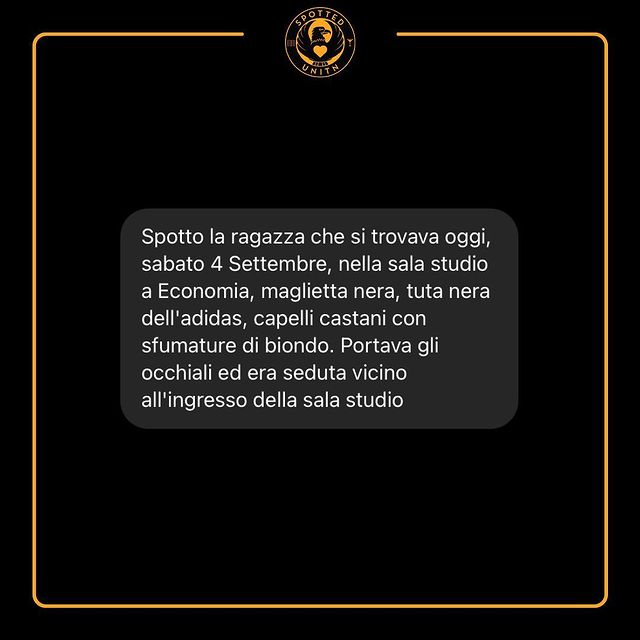 SPOTTED
UNITN
Spotto la ragazza che si trovava oggi,
sabato 4 Settembre, nella sala studio
a Economia, maglietta nera, tuta nera
dell'adidas, capelli castani con
sfumature di biondo. Portava gli
occhiali ed era seduta vicino
all'ingresso della sala studio